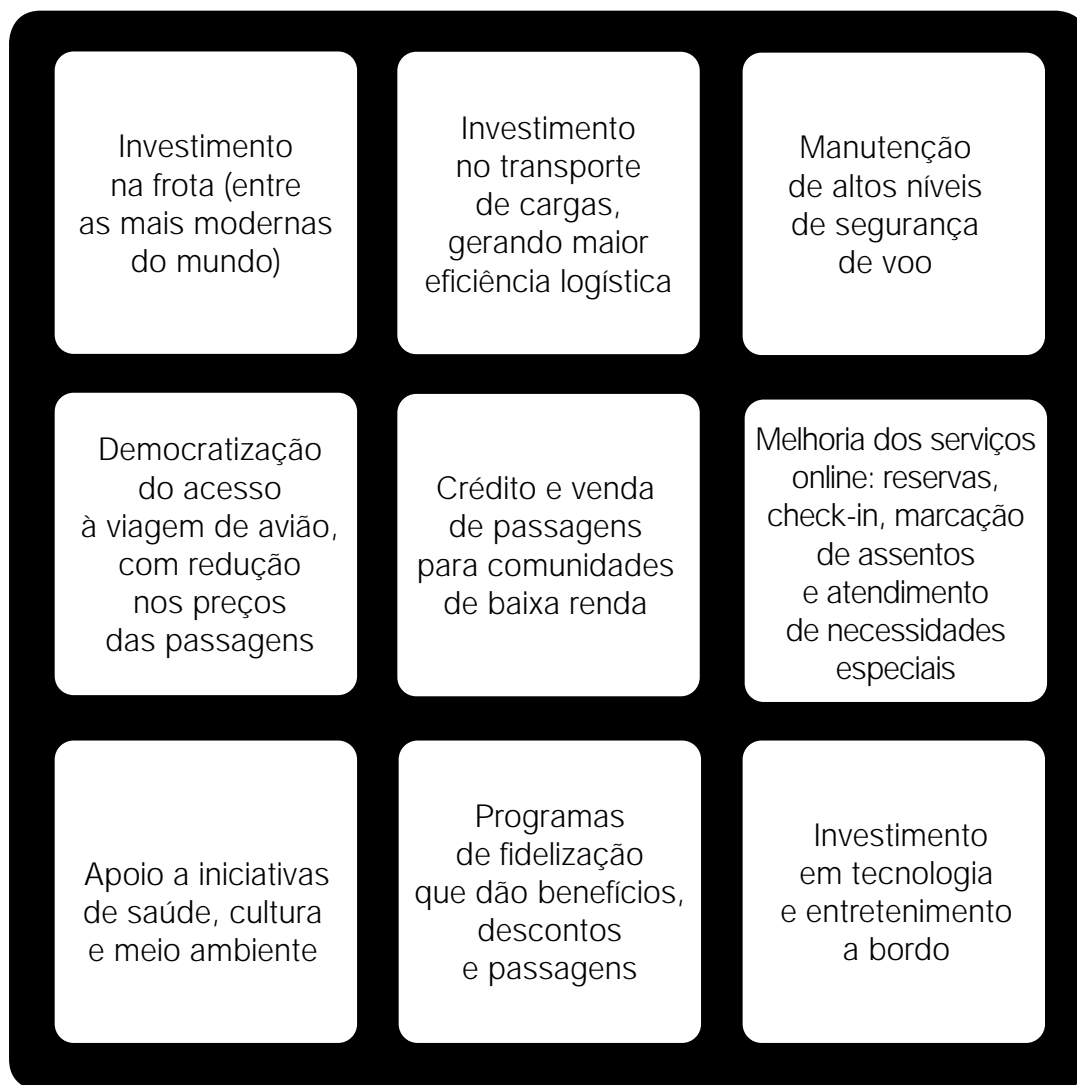 Investimento
na frota (entre
as mais modernas
do mundo)
Investimento
no transporte
de cargas,
gerando maior
eficiência logística
Manutenção
de altos níveis
de segurança
de voo
Democratização
do acesso
à viagem de avião,
com redução
nos preços
das passagens
Crédito e venda
de passagens
para comunidades
de baixa renda
Melhoria dos serviços
online: reservas,
check-in, marcação
de assentos
e atendimento
de necessidades
especiais
Apoio a iniciativas
de saúde, cultura
e meio ambiente
Programas
de fidelização
que dão benefícios,
descontos
e passagens
Investimento
em tecnologia
e entretenimento
a bordo